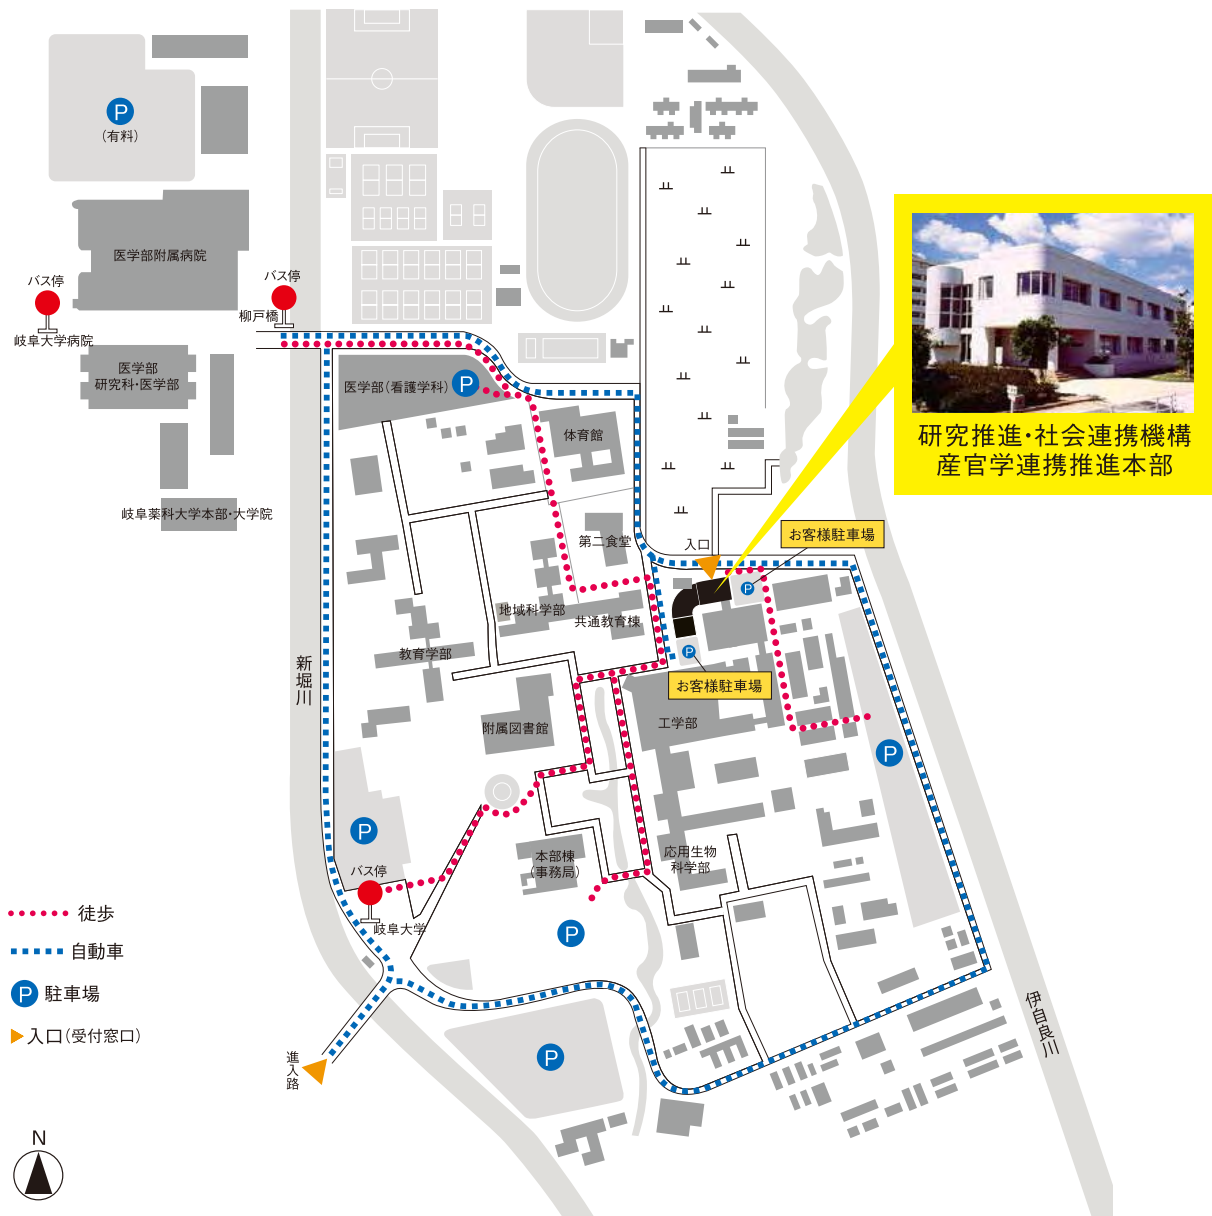 P
(有料)
医学部附属病院
バス停
岐阜大学病院
バス停
柳戸橋
医学部
研究科・医学部
岐阜薬科大学本部・大学院
医学部(看護学科)
P
体育館
第二食堂
入口
お客様駐車場
P
研究推進・社会連携機構
産官学連携推進本部
地域科学部
共通教育棟
教育学部
P
お客様駐車場
新堀川
附属図書館
工学部
P
P
バス停
岐阜大学
本部棟
(事務局)
応用生物
科学部
P
P
伊自良川
進入路
徒歩
自動車
P 駐車場
入口(受付窓口)
N